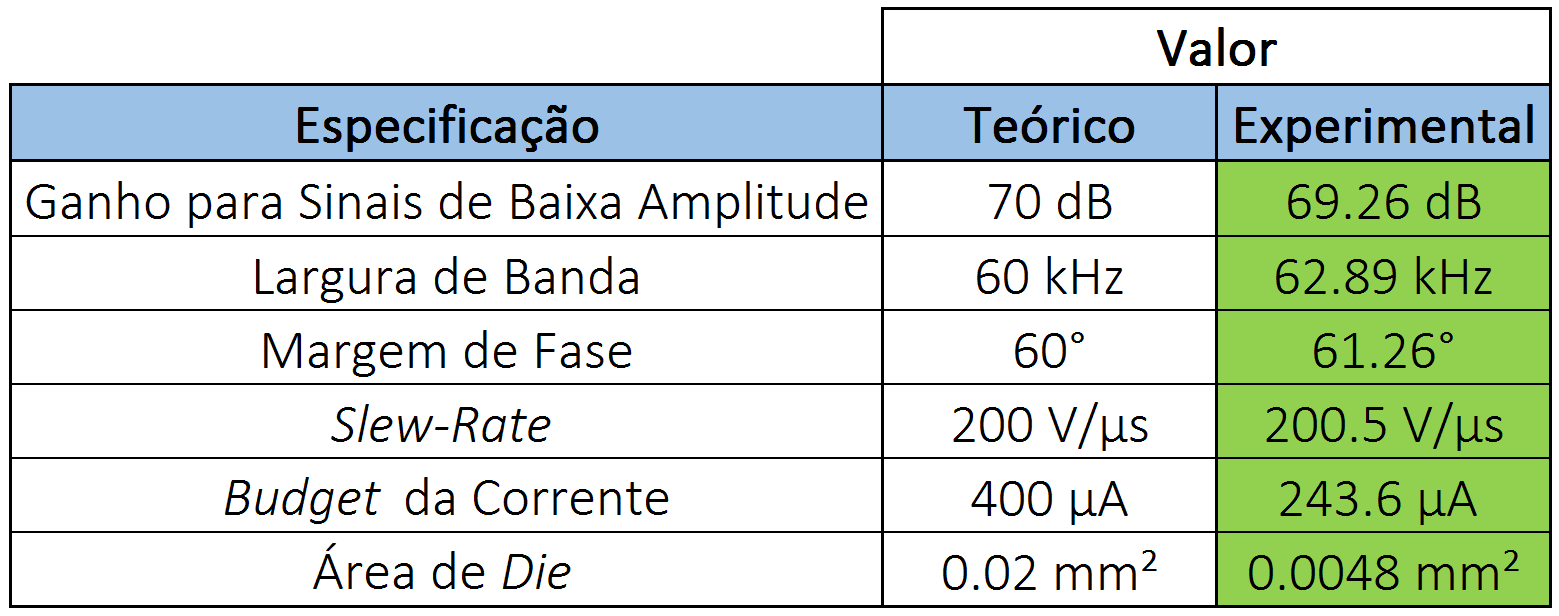 Valor
Especificação Teórico Experimental
Ganho para Sinais de Baixa Amplitude 70 dB 69.26 dB
Largura de Banda 60 kHz 62.89 kHz
Margem de Fase 60° 61.26°
Slew-Rate 200 V/µs 200.5 V/µs
Budget da Corrente 400 µA 243.6 µA
Área de Die 0.02 mm² 0.0048 mm²